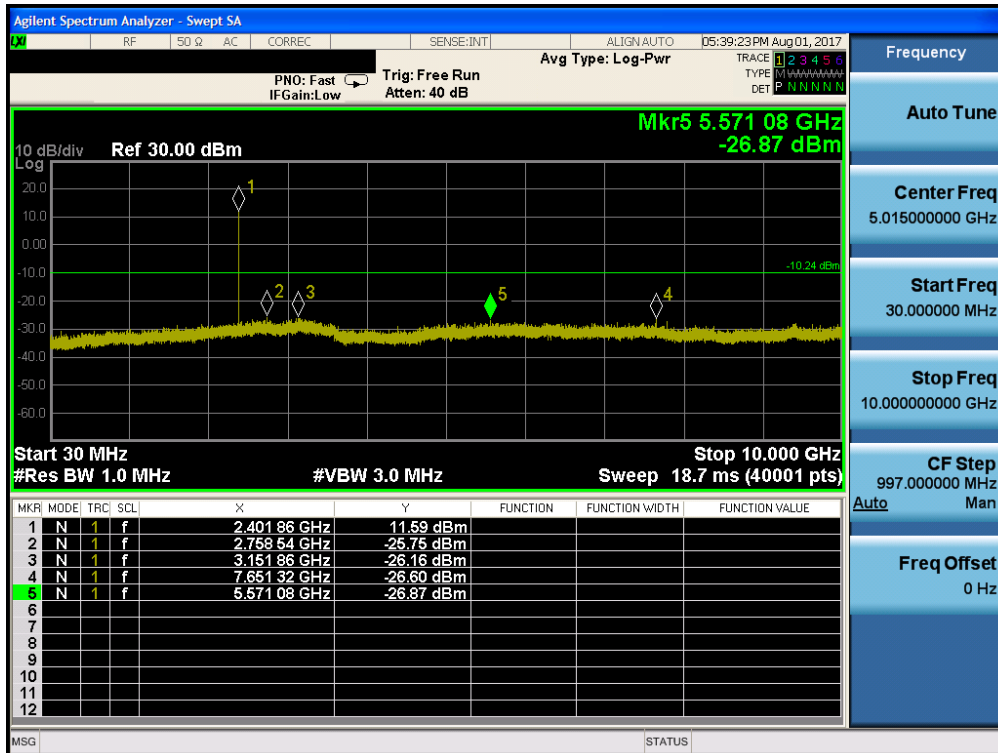 Agilent Spectrum Analyzer - Swept SA
LXI RF 50 Ω AC CORREC SENSE:INT ALIGN AUTO 05:39:23 PM Aug 01, 2017
Frequency
Avg Type: Log-Pwr
TRACE 1 2 3 4 5 6
TYPE M WWWWW
DET P N N N N N
PNO: Fast
IFGain:Low
Trig: Free Run
Atten: 40 dB
Auto Tune
Mkr5 5.571 08 GHz
-26.87 dBm
10 dB/div Ref 30.00 dBm
Log
20.0
10.0
0.00
-10.0
-20.0
-30.0
-40.0
-50.0
-60.0
1
2
3
5
4
-10.24 dBm
Center Freq
5.015000000 GHz
Start Freq
30.000000 MHz
Stop Freq
10.000000000 GHz
Start 30 MHz Stop 10.000 GHz
#Res BW 1.0 MHz #VBW 3.0 MHz Sweep 18.7 ms (40001 pts)
CF Step
997.000000 MHz
Auto Man
MKR MODE TRC SCL X Y FUNCTION FUNCTION WIDTH FUNCTION VALUE
1 N 1 f 2.401 86 GHz 11.59 dBm
2 N 1 f 2.758 54 GHz -25.75 dBm
3 N 1 f 3.151 86 GHz -26.16 dBm
4 N 1 f 7.651 32 GHz -26.60 dBm
5 N 1 f 5.571 08 GHz -26.87 dBm
6
7
8
9
10
11
12
Freq Offset
0 Hz
MSG STATUS